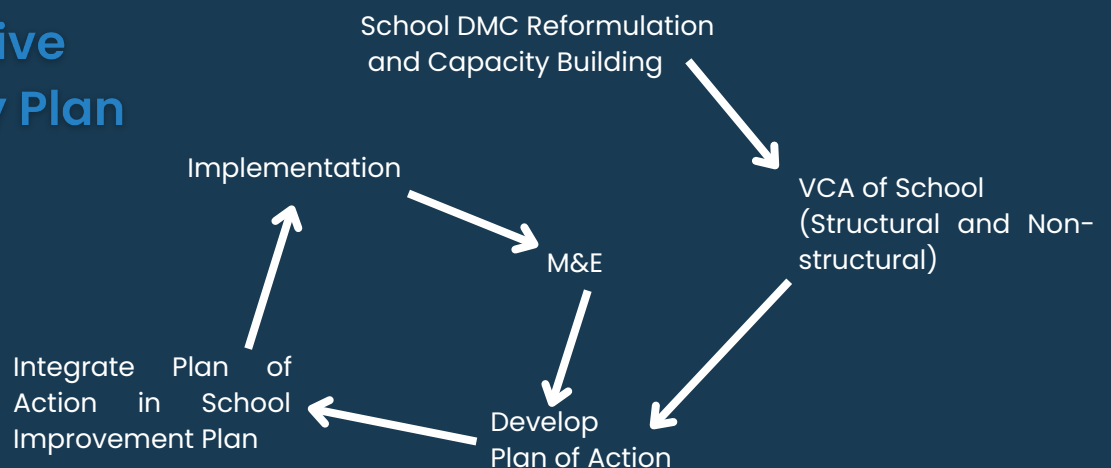 ive
Plan
School DMC Reformulation
and Capacity Building
Implementation
VCA of School
(Structural and Non-
structural)
M&E
Integrate Plan of
Action in School
Improvement Plan
Develop
Plan of Action